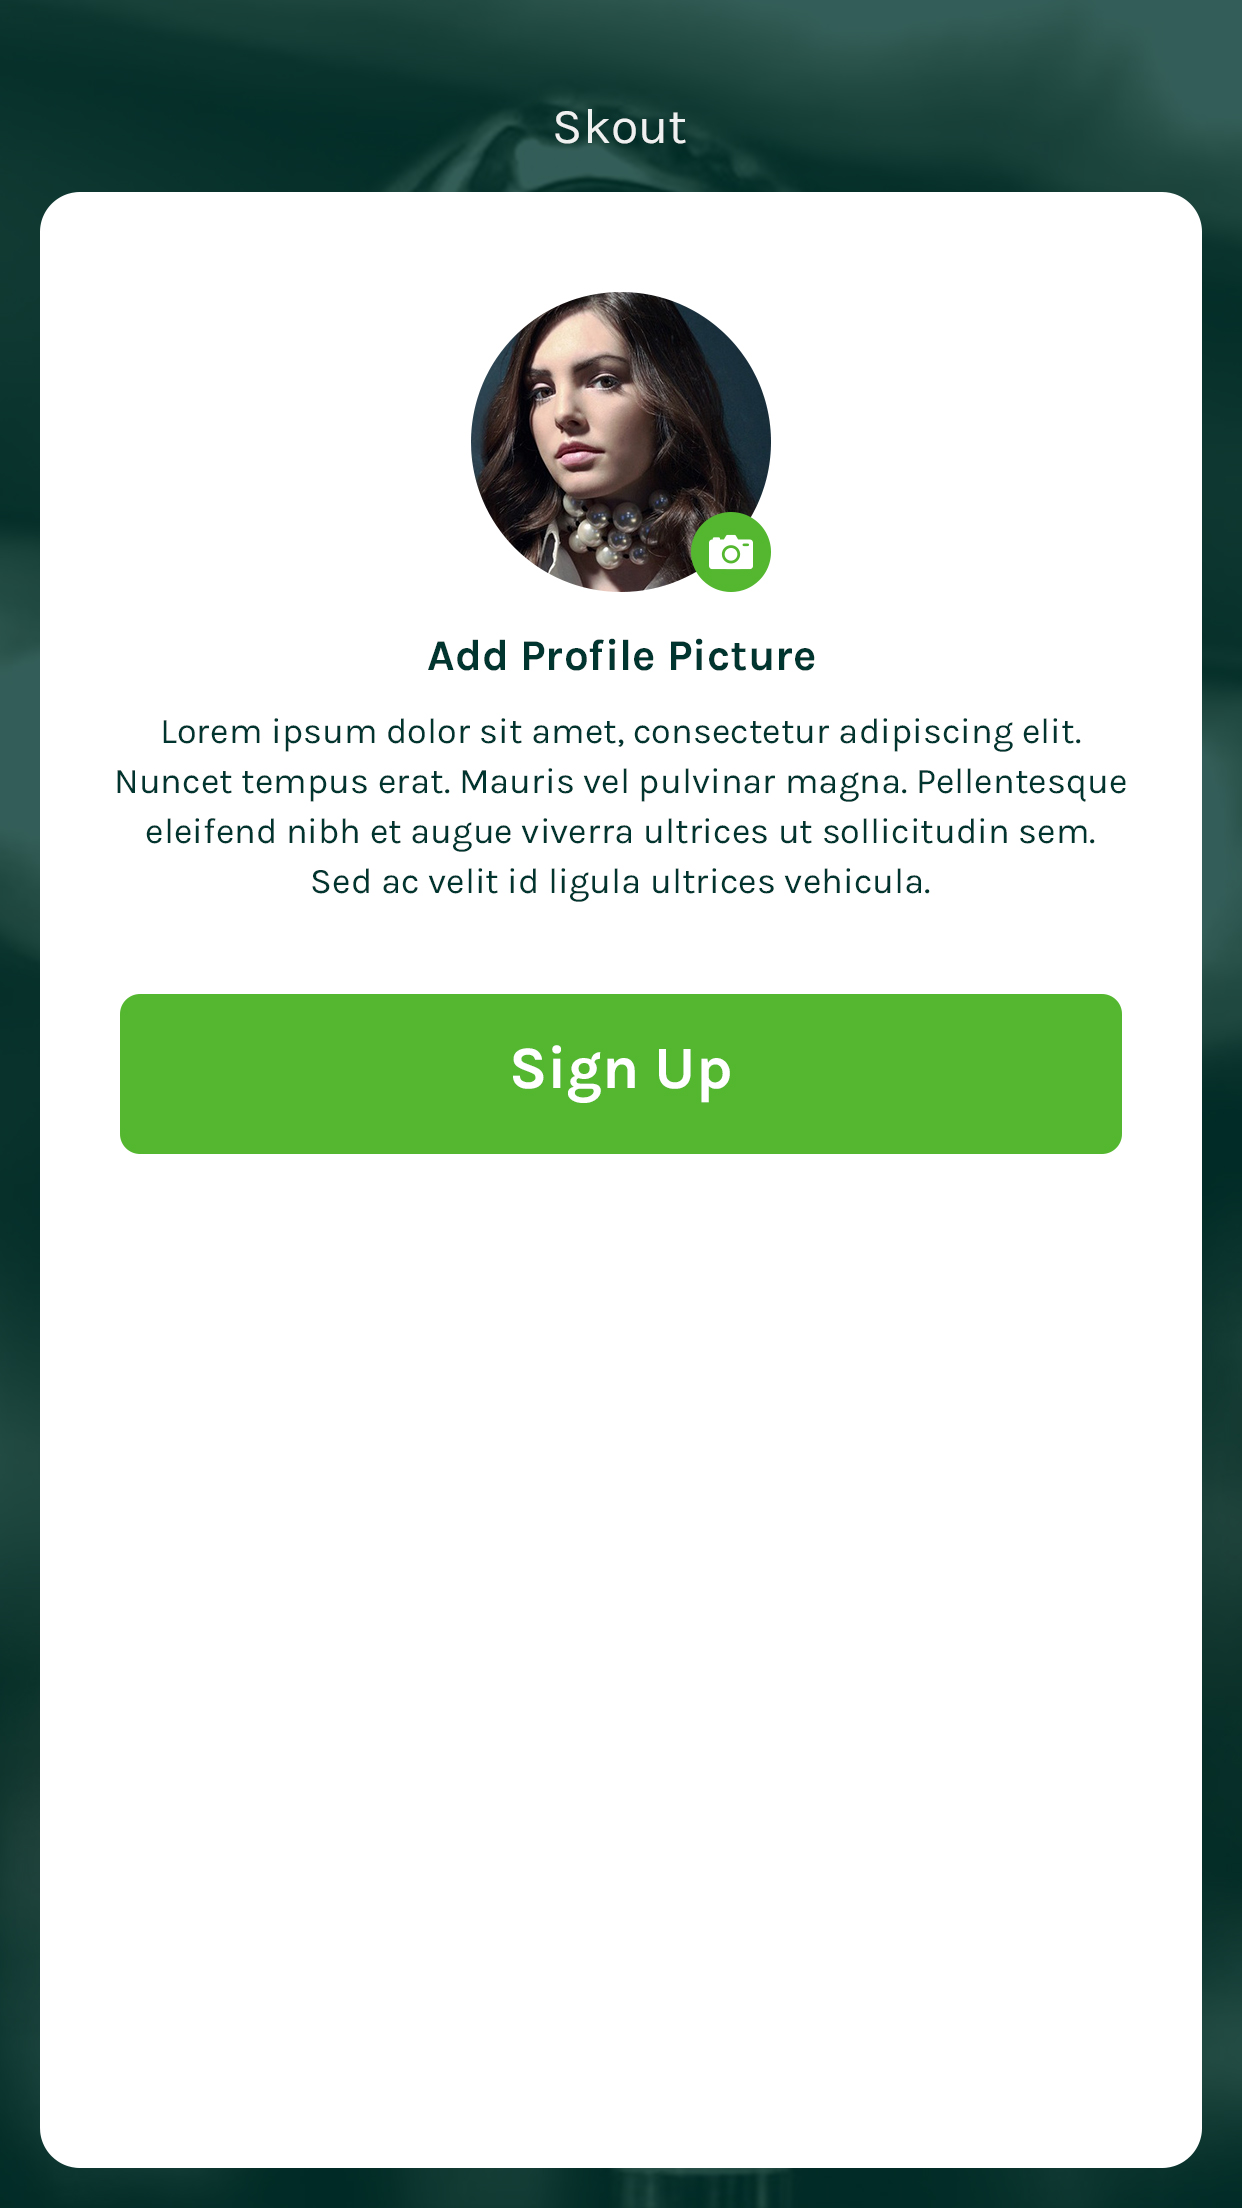 Skout
Add Profile Picture
Lorem ipsum dolor sit amet, consectetur adipiscing elit.
Nuncet tempus erat. Mauris vel pulvinar magna. Pellentesque
eleifend nibh et augue viverra ultrices ut sollicitudin sem.
Sed ac velit id ligula ultrices vehicula.
Sign Up